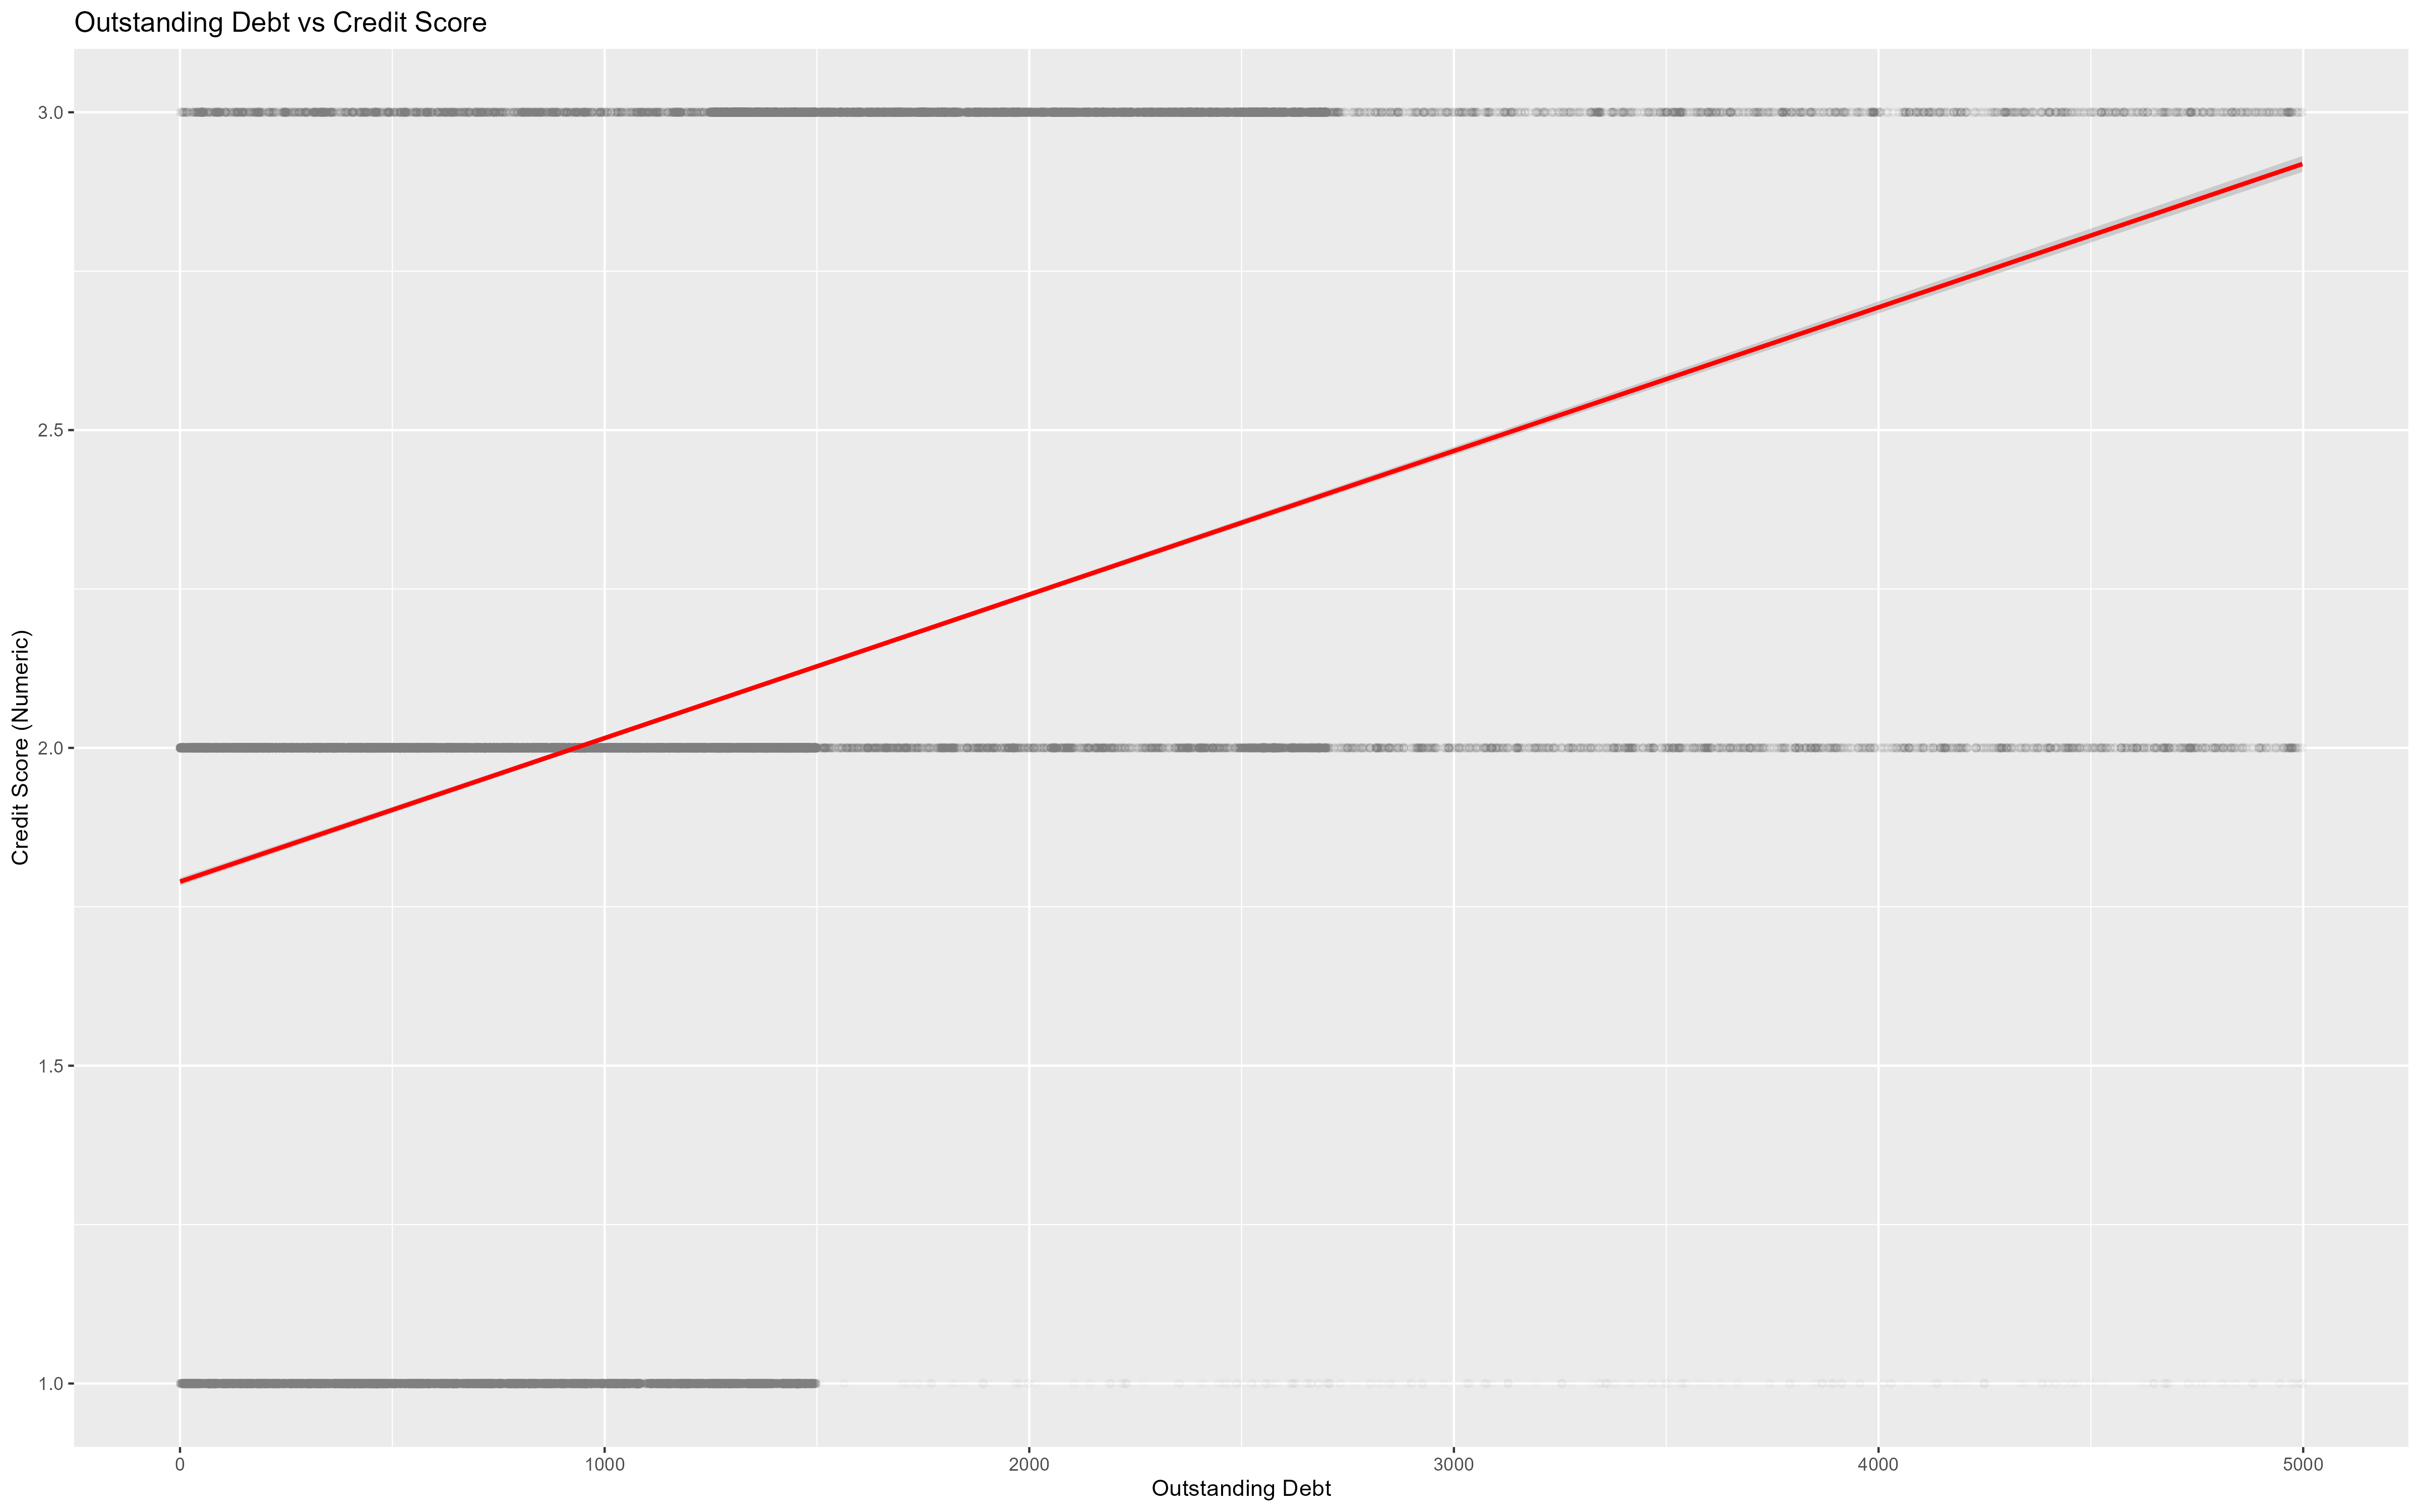 Outstanding Debt vs Credit Score
3.0
2.5
2.0
1.5
1.0
Credit Score (Numeric)
0 1000 2000 3000 4000 5000
Outstanding Debt